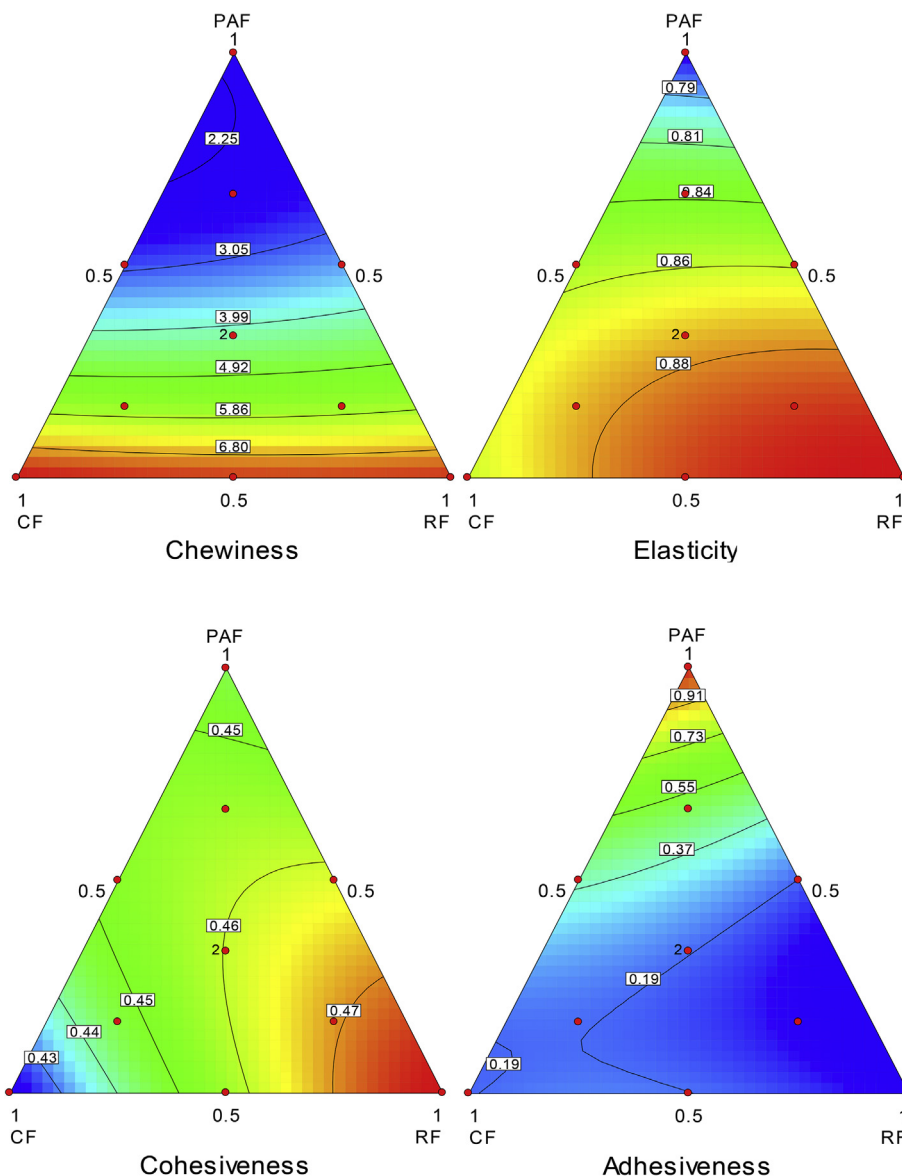 PAF PAF
1 1
2.25 0.79
0.81
0.84
3.05 0.86
0.5 0.5 0.5 0.5
3.99
2 2
4.92 0.88
5.86
6.80
1 0.5 1 1 0.5 1
CF RF CF RF
Chewiness Elasticity
PAF PAF
1 1
0.45 0.91
0.73
0.55
0.37
0.5 0.5 0.5 0.5
0.46
2 2
0.45 0.47 0.19
0.44
0.43 0.19
1 0.5 1 1 0.5 1
CF RF CF RF
Cohesiveness Adhesiveness